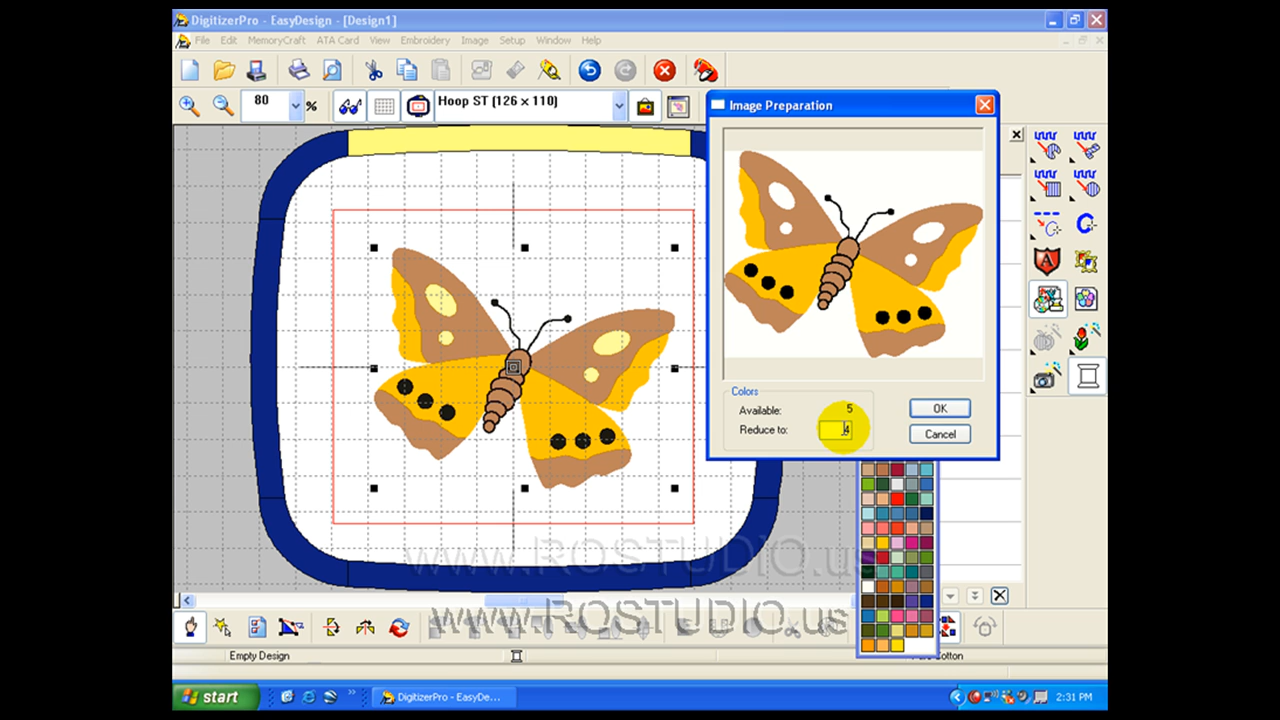 DigitizerPro - EasyDesign - [Design1]
File Edit MemoryCraft ATA Card View Embroidery Image Setup Window Help
80 % Hoop ST (126 x 110)
Image Preparation
Colors
Available: 5
Reduce to: 4
OK
Cancel
www.ROSTUDIO.us
www.ROSTUDIO.us
Empty Design
Cotton
start
DigitizerPro - EasyDe...
2:31 PM